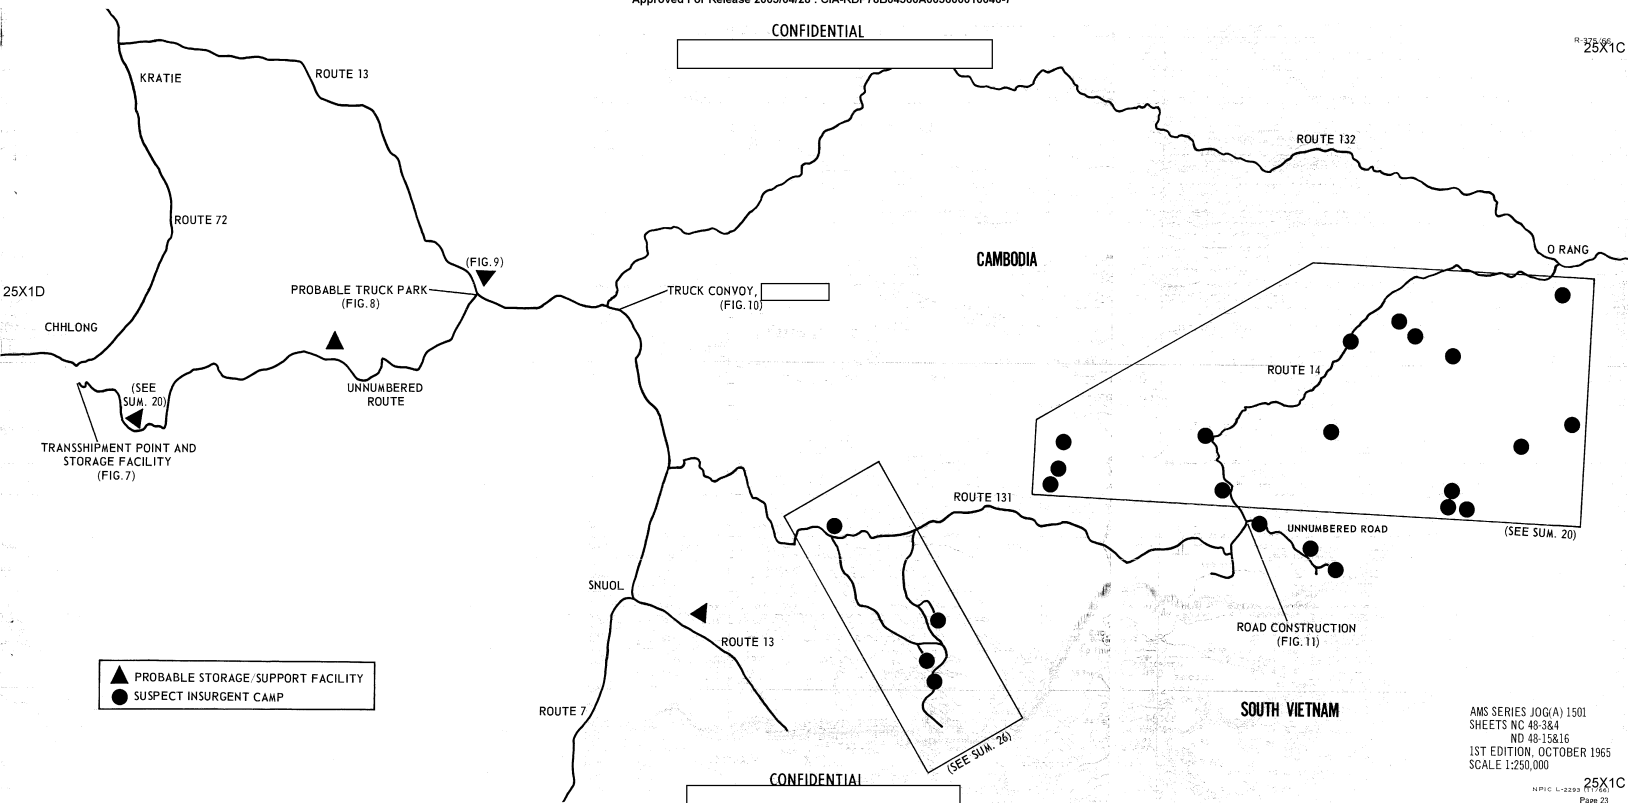 Approved For Release 2003/04/28 : CIA-RDP78B04560A005600010040-7
CONFIDENTIAL
25X1C
KRATIE
ROUTE 13
ROUTE 132
ROUTE 72
O RANG
(FIG.9)
CAMBODIA
25X1D
PROBABLE TRUCK PARK
(FIG.8)
TRUCK CONVOY,
(FIG.10)
CHHLONG
ROUTE 14
(SEE
SUM. 20)
UNNUMBERED
ROUTE
TRANSSHIPMENT POINT AND
STORAGE FACILITY
(FIG.7)
ROUTE 131
UNNUMBERED ROAD
(SEE SUM. 20)
SNUOL
ROUTE 13
ROAD CONSTRUCTION
(FIG.11)
PROBABLE STORAGE/SUPPORT FACILITY
SUSPECT INSURGENT CAMP
ROUTE 7
SOUTH VIETNAM
(SEE SUM. 26)
AMS SERIES JOG(A) 1501
SHEETS NC 48-3&4
ND 48-15&16
1ST EDITION, OCTOBER 1965
SCALE 1:250,000
CONFIDENTIAL
25X1C
NPIC L-2293 (11/66)
Page 23